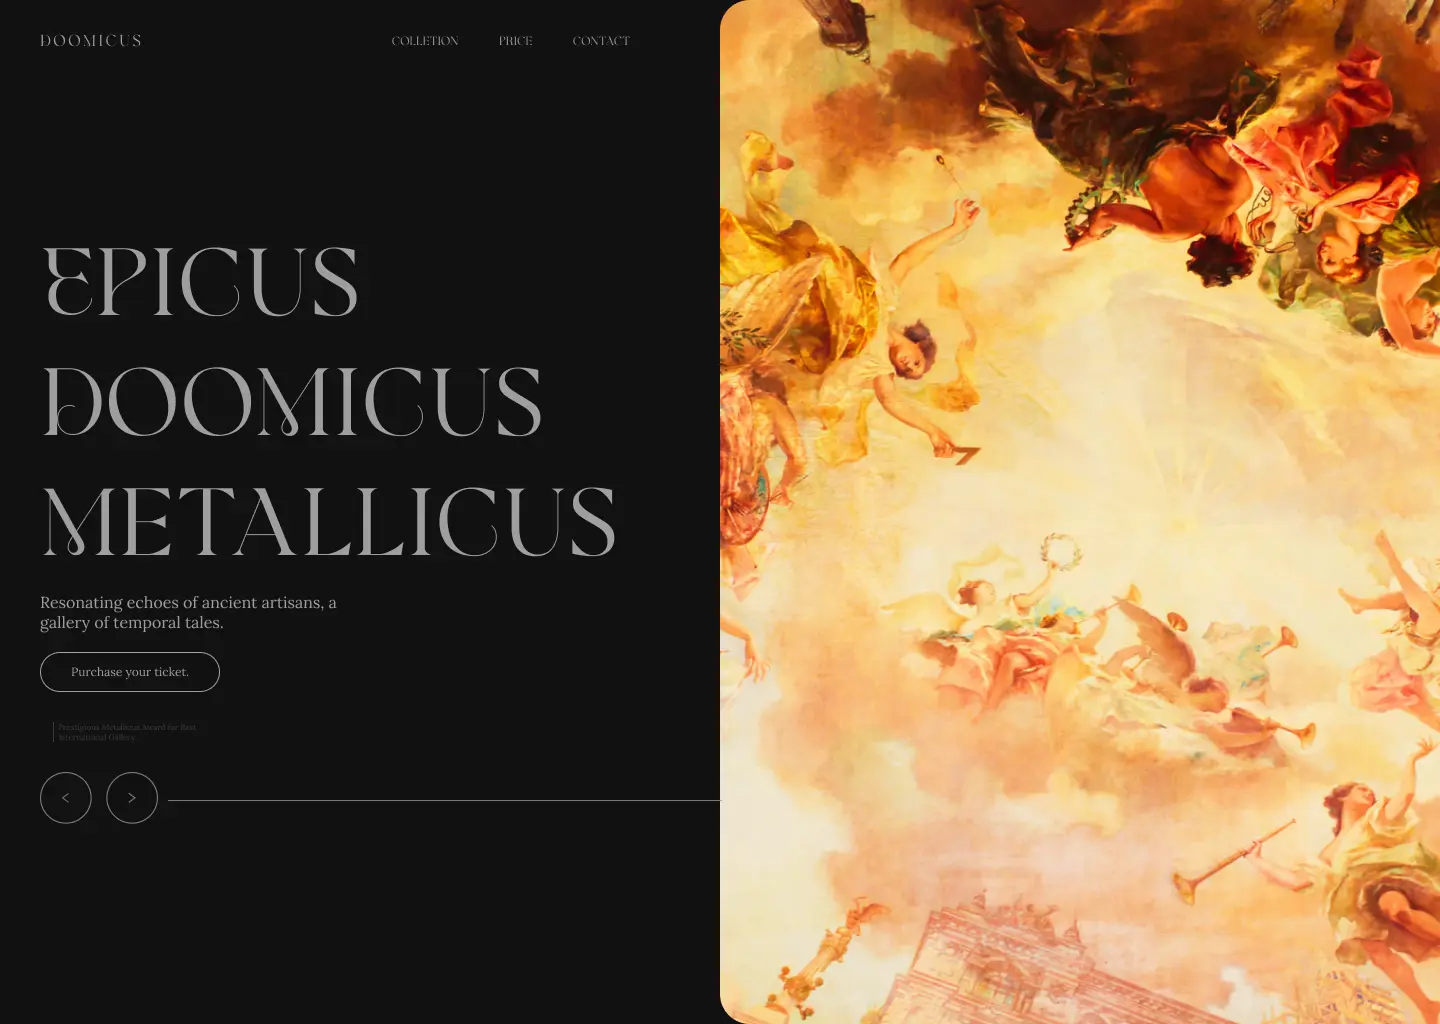 DOOMICUS
COLLETION PRICE CONTACT
EPICUS
DOOMICUS
METALLICUS
Resonating echoes of ancient artisans, a
gallery of temporal tales.
Purchase your ticket.
Prestigious Metallicus Award for Best
International Gallery.
< >